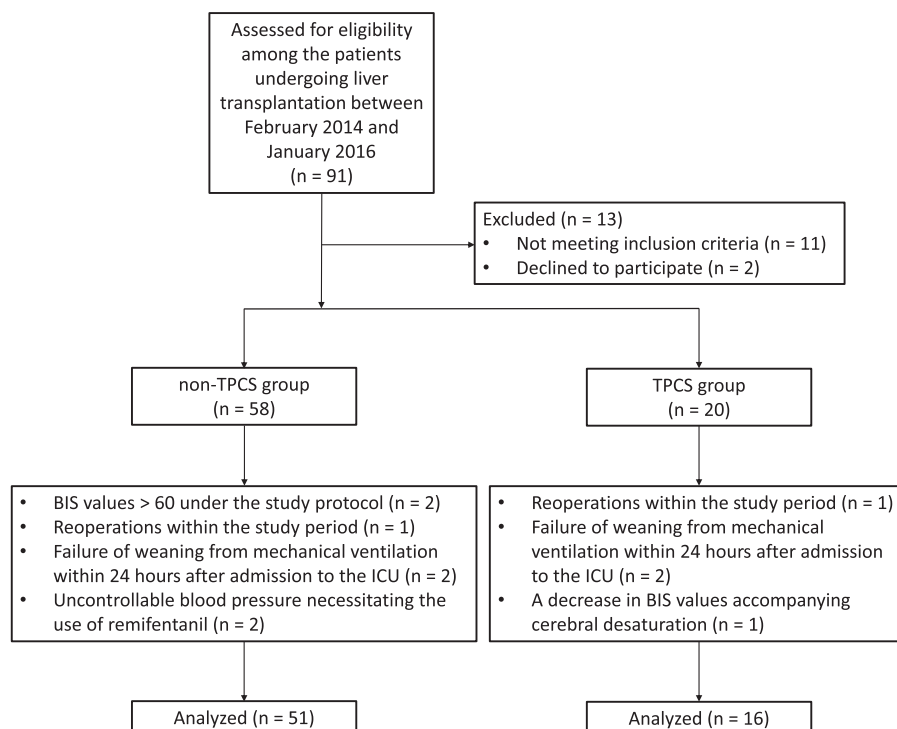 Assessed for eligibility
among the patients
undergoing liver
transplantation between
February 2014 and
January 2016
(n = 91)
Excluded (n = 13)
• Not meeting inclusion criteria (n = 11)
• Declined to participate (n = 2)
non-TPCS group
(n = 58)
TPCS group
(n = 20)
• BIS values > 60 under the study protocol (n = 2)
• Reoperations within the study period (n = 1)
• Failure of weaning from mechanical ventilation
within 24 hours after admission to the ICU (n = 2)
• Uncontrollable blood pressure necessitating the
use of remifentanil (n = 2)
• Reoperations within the study period (n = 1)
• Failure of weaning from mechanical
ventilation within 24 hours after admission
to the ICU (n = 2)
• A decrease in BIS values accompanying
cerebral desaturation (n = 1)
Analyzed (n = 51)
Analyzed (n = 16)